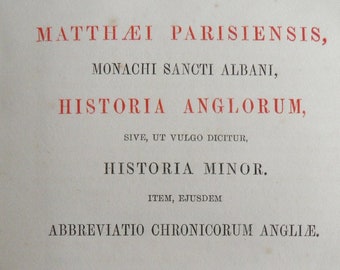 MATTHÆI PARISIENSIS,
MONACHI SANCTI ALBANI,
HISTORIA ANGLORUM,
SIVE, UT VULGO DICITUR,
HISTORIA MINOR.
ITEM, EJUSDEM
ABBREVIATIO CHRONICORUM ANGLIÆ.